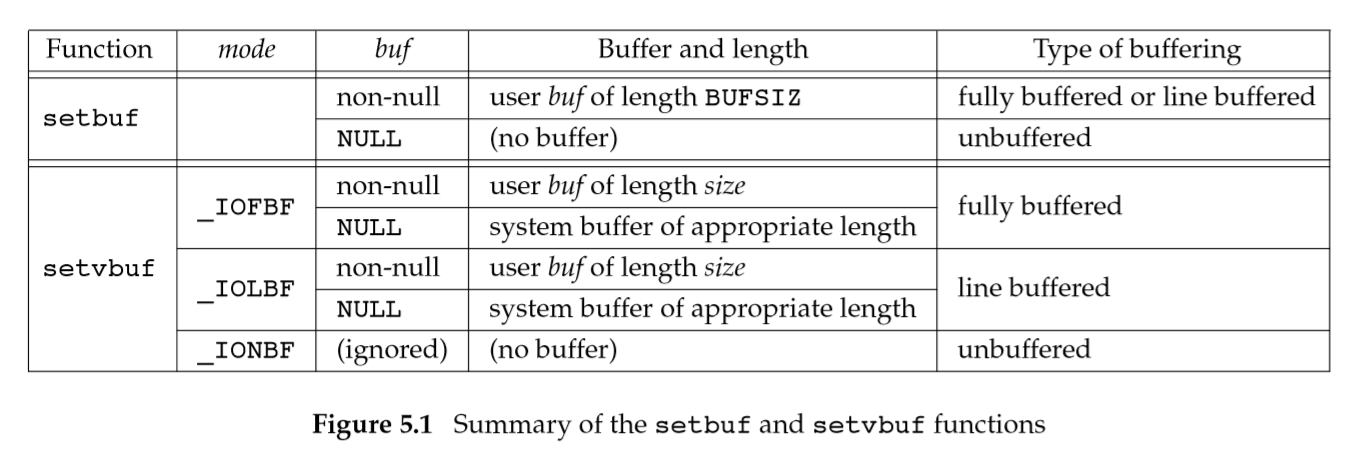 Function mode buf Buffer and length Type of buffering
setbuf non-null user buf of length BUFSIZ fully buffered or line buffered
NULL (no buffer) unbuffered
setvbuf _IOFBF non-null user buf of length size fully buffered
NULL system buffer of appropriate length
_IOLBF non-null user buf of length size line buffered
NULL system buffer of appropriate length
_IONBF (ignored) (no buffer) unbuffered
Figure 5.1 Summary of the setbuf and setvbuf functions